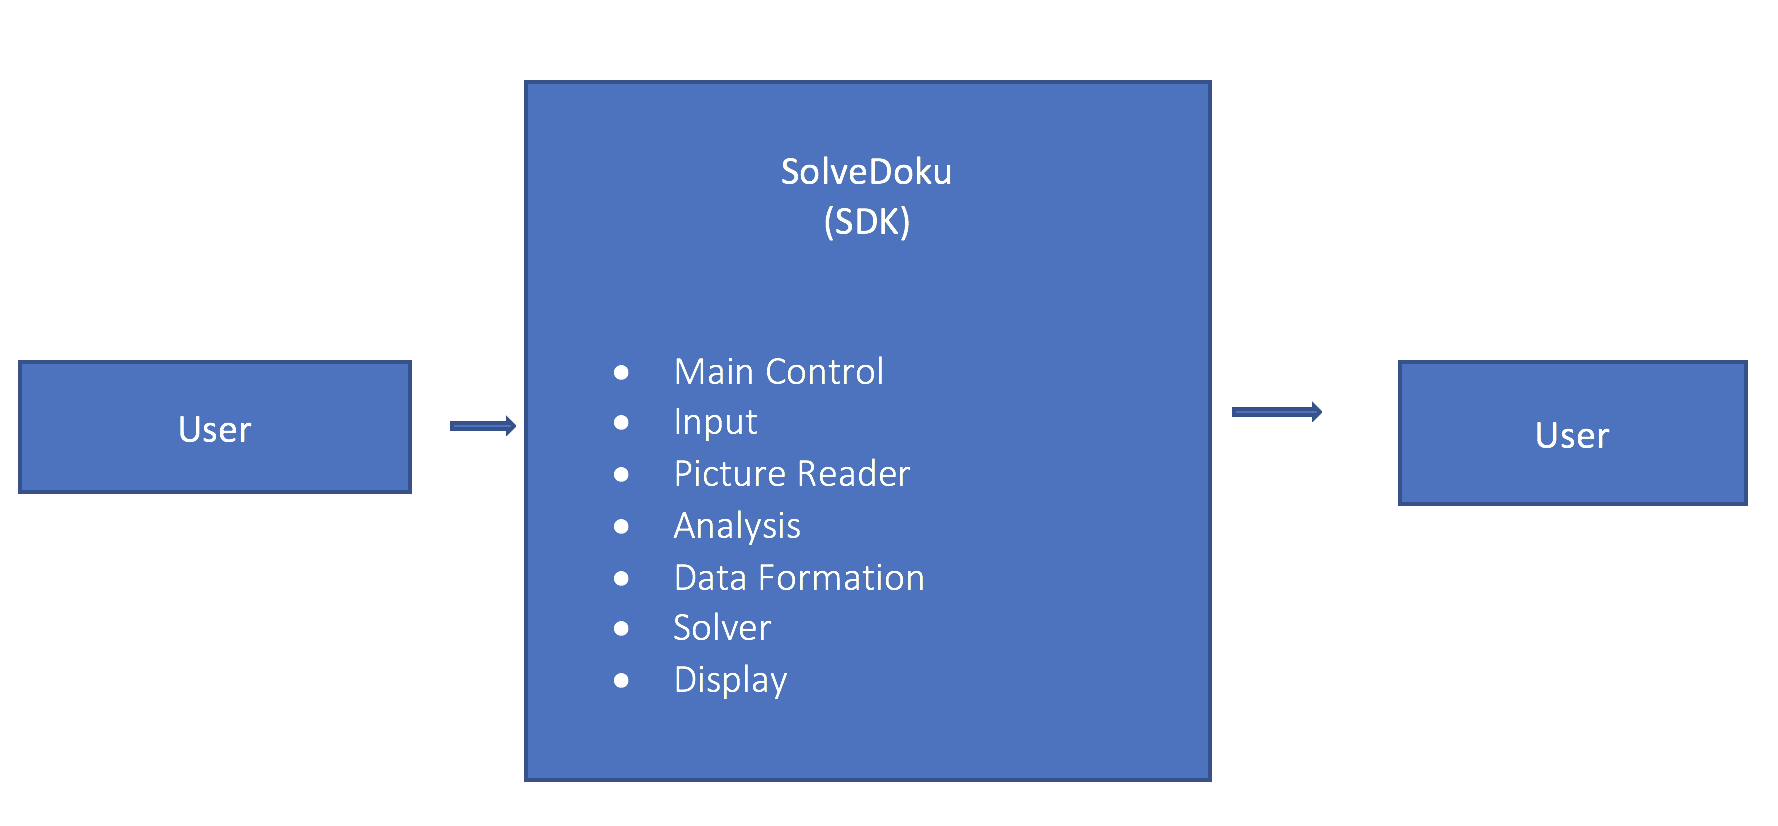 User
SolveDoku
(SDK)
● Main Control
● Input
● Picture Reader
● Analysis
● Data Formation
● Solver
● Display
User